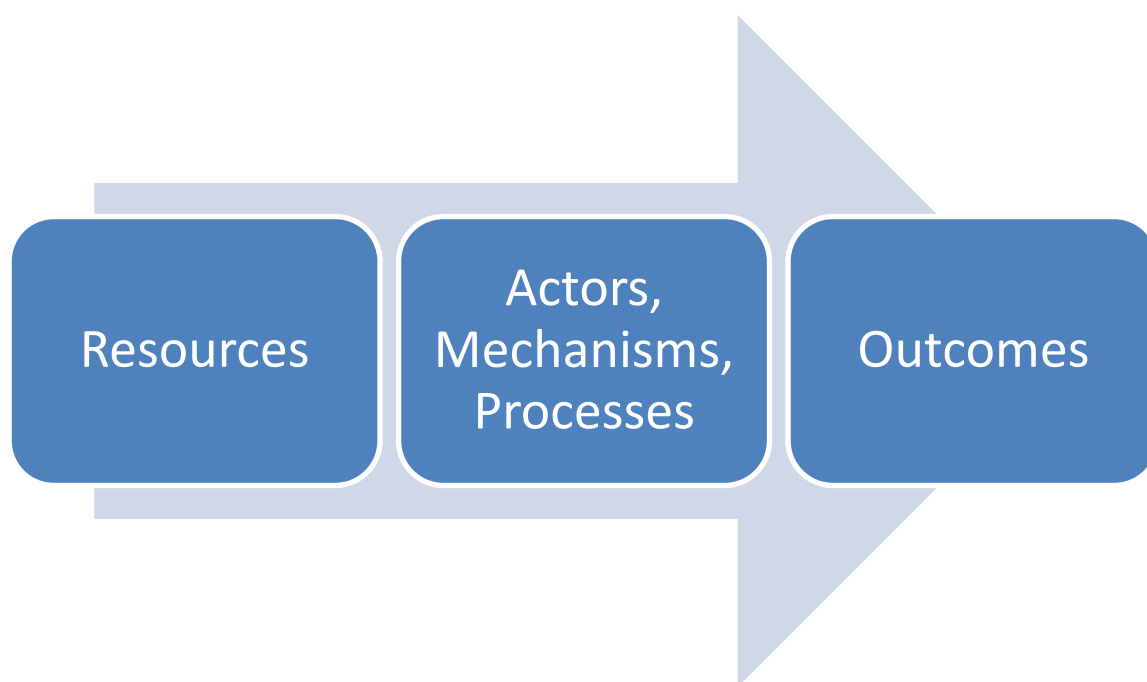 Resources
Actors,
Mechanisms,
Processes
Outcomes